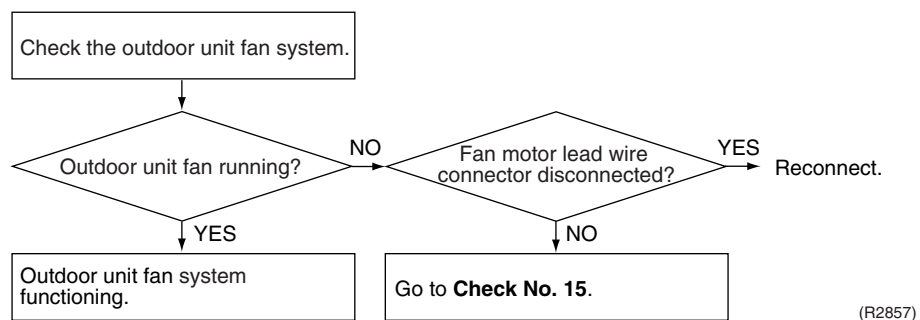 Check the outdoor unit fan system.
Outdoor unit fan running?
NO
Fan motor lead wire
connector disconnected?
YES
Reconnect.
YES
NO
Outdoor unit fan system
functioning.
Go to Check No. 15.
(R2857)